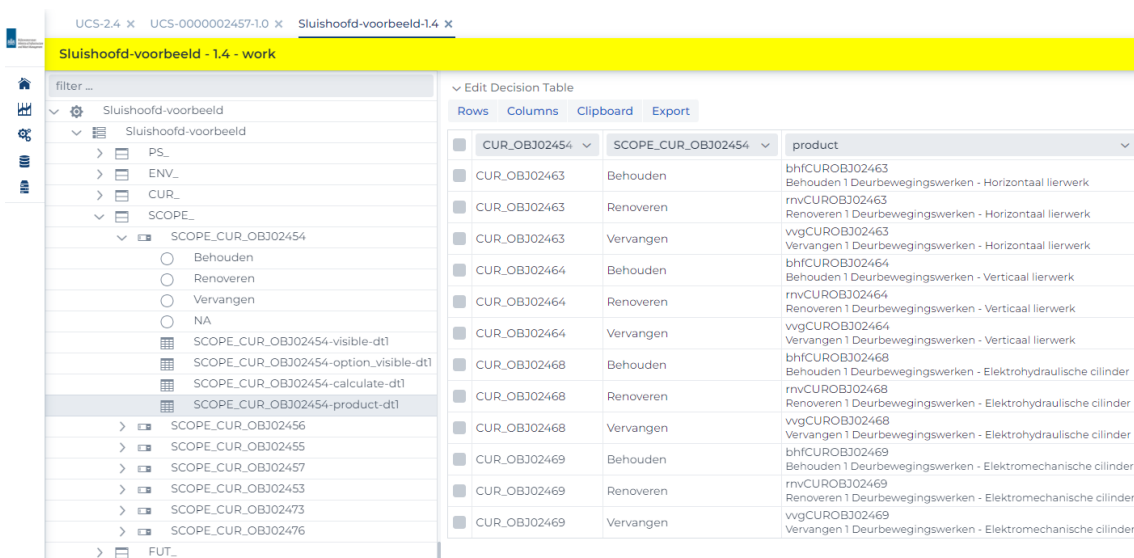 UCS-2.4 × UCS-0000002457-1.0 × Sluishoofd-voorbeeld-1.4 ×
Sluishoofd-voorbeeld - 1.4 - work
filter ...
Sluishoofd-voorbeeld
Sluishoofd-voorbeeld
PS_
ENV_
CUR_
SCOPE_
SCOPE_CUR_OBJ02454
Behouden
Renoveren
Vervangen
NA
SCOPE_CUR_OBJ02454-visible-dt1
SCOPE_CUR_OBJ02454-option_visible-dt1
SCOPE_CUR_OBJ02454-calculate-dt1
SCOPE_CUR_OBJ02454-product-dt1
SCOPE_CUR_OBJ02456
SCOPE_CUR_OBJ02455
SCOPE_CUR_OBJ02457
SCOPE_CUR_OBJ02453
SCOPE_CUR_OBJ02473
SCOPE_CUR_OBJ02476
FUT_
Edit Decision Table
Rows Columns Clipboard Export
CUR_OBJ02454 SCOPE_CUR_OBJ02454 product
CUR_OBJ02463 Behouden bhfCUROBJ02463
Behouden 1 Deurbewegingswerken - Horizontaal lierwerk
CUR_OBJ02463 Renoveren rnvCUROBJ02463
Renoveren 1 Deurbewegingswerken - Horizontaal lierwerk
CUR_OBJ02463 Vervangen vvgCUROBJ02463
Vervangen 1 Deurbewegingswerken - Horizontaal lierwerk
CUR_OBJ02464 Behouden bhfCUROBJ02464
Behouden 1 Deurbewegingswerken - Verticaal lierwerk
CUR_OBJ02464 Renoveren rnvCUROBJ02464
Renoveren 1 Deurbewegingswerken - Verticaal lierwerk
CUR_OBJ02464 Vervangen vvgCUROBJ02464
Vervangen 1 Deurbewegingswerken - Verticaal lierwerk
CUR_OBJ02468 Behouden bhfCUROBJ02468
Behouden 1 Deurbewegingswerken - Elektrohydraulische cilinder
CUR_OBJ02468 Renoveren rnvCUROBJ02468
Renoveren 1 Deurbewegingswerken - Elektrohydraulische cilinder
CUR_OBJ02468 Vervangen vvgCUROBJ02468
Vervangen 1 Deurbewegingswerken - Elektrohydraulische cilinder
CUR_OBJ02469 Behouden bhfCUROBJ02469
Behouden 1 Deurbewegingswerken - Elektromechanische cilinder
CUR_OBJ02469 Renoveren rnvCUROBJ02469
Renoveren 1 Deurbewegingswerken - Elektromechanische cilinder
CUR_OBJ02469 Vervangen vvgCUROBJ02469
Vervangen 1 Deurbewegingswerken - Elektromechanische cilinder